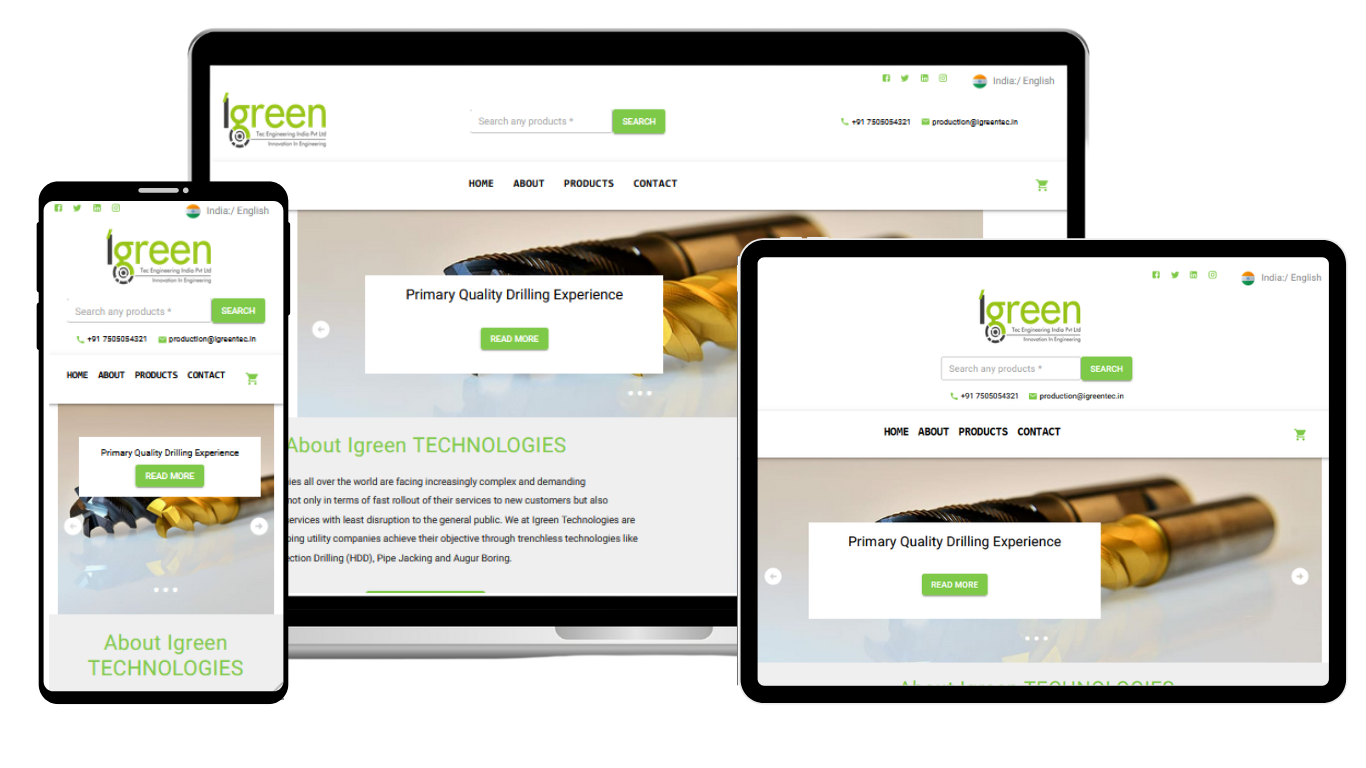 India:/ English
Igreen
Tec Engineering India Pvt Ltd
Innovation In Engineering
Search any products *
SEARCH
+91 7505054321
production@igreentec.in
HOME ABOUT PRODUCTS CONTACT
Primary Quality Drilling Experience
READ MORE
About Igreen TECHNOLOGIES
ies all over the world are facing increasingly complex and demanding
not only in terms of fast rollout of their services to new customers but also
ervices with least disruption to the general public. We at Igreen Technologies are
ping utility companies achieve their objective through trenchless technologies like
ection Drilling (HDD), Pipe Jacking and Augur Boring.
India:/ English
Igreen
Tec Engineering India Pvt Ltd
Innovation In Engineering
Search any products *
SEARCH
+91 7505054321
production@igreentec.in
HOME ABOUT PRODUCTS CONTACT
Primary Quality Drilling Experience
READ MORE
About Igreen
TECHNOLOGIES
India:/ English
Igreen
Tec Engineering India Pvt Ltd
Innovation In Engineering
Search any products *
SEARCH
+91 7505054321
production@igreentec.in
HOME ABOUT PRODUCTS CONTACT
Primary Quality Drilling Experience
READ MORE
About Igreen TECHNOLOGIES